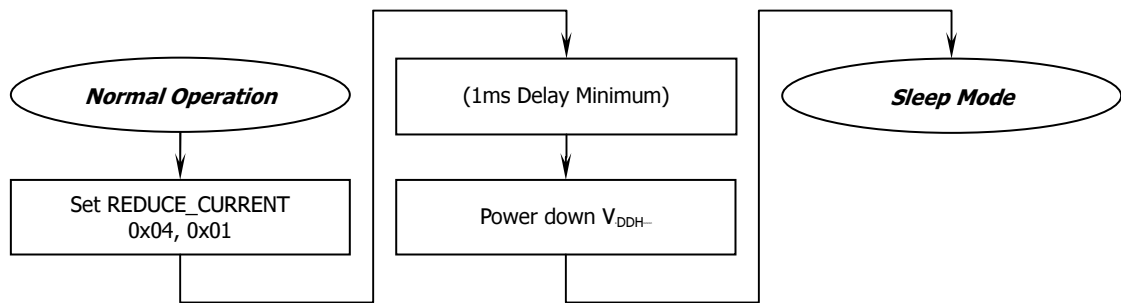 Normal Operation
Set REDUCE_CURRENT
0x04, 0x01
(1ms Delay Minimum)
Power down VDDH
Sleep Mode